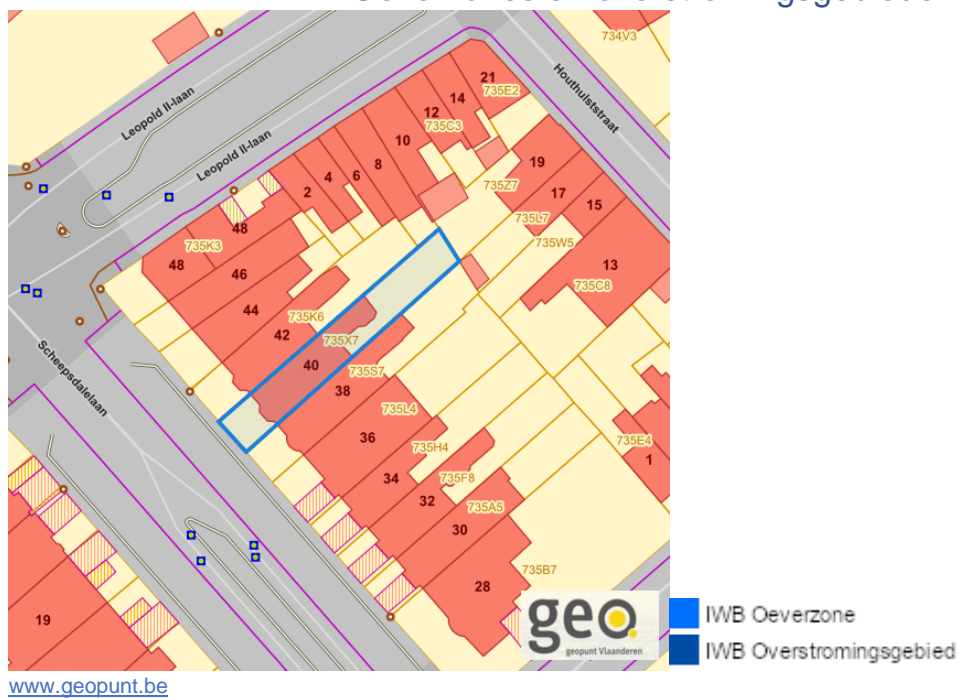 734V3
21
735E2
Houthulststraat
14
12
735C3
Leopold II-laan
10
Leopold II-laan
8
19
6
4
735Z7
2
17
15
735L7
48
735K3
735W5
48
13
46
735C8
44
735K6
42
735X7
40
735S7
Scheepsdalelaan
38
735L4
36
735H4
735E4
1
34
735F8
32
735A5
30
735B7
28
19
geo
geopunt Vlaanderen
IWB Oeverzone
IWB Overstromingsgebied
www.geopunt.be